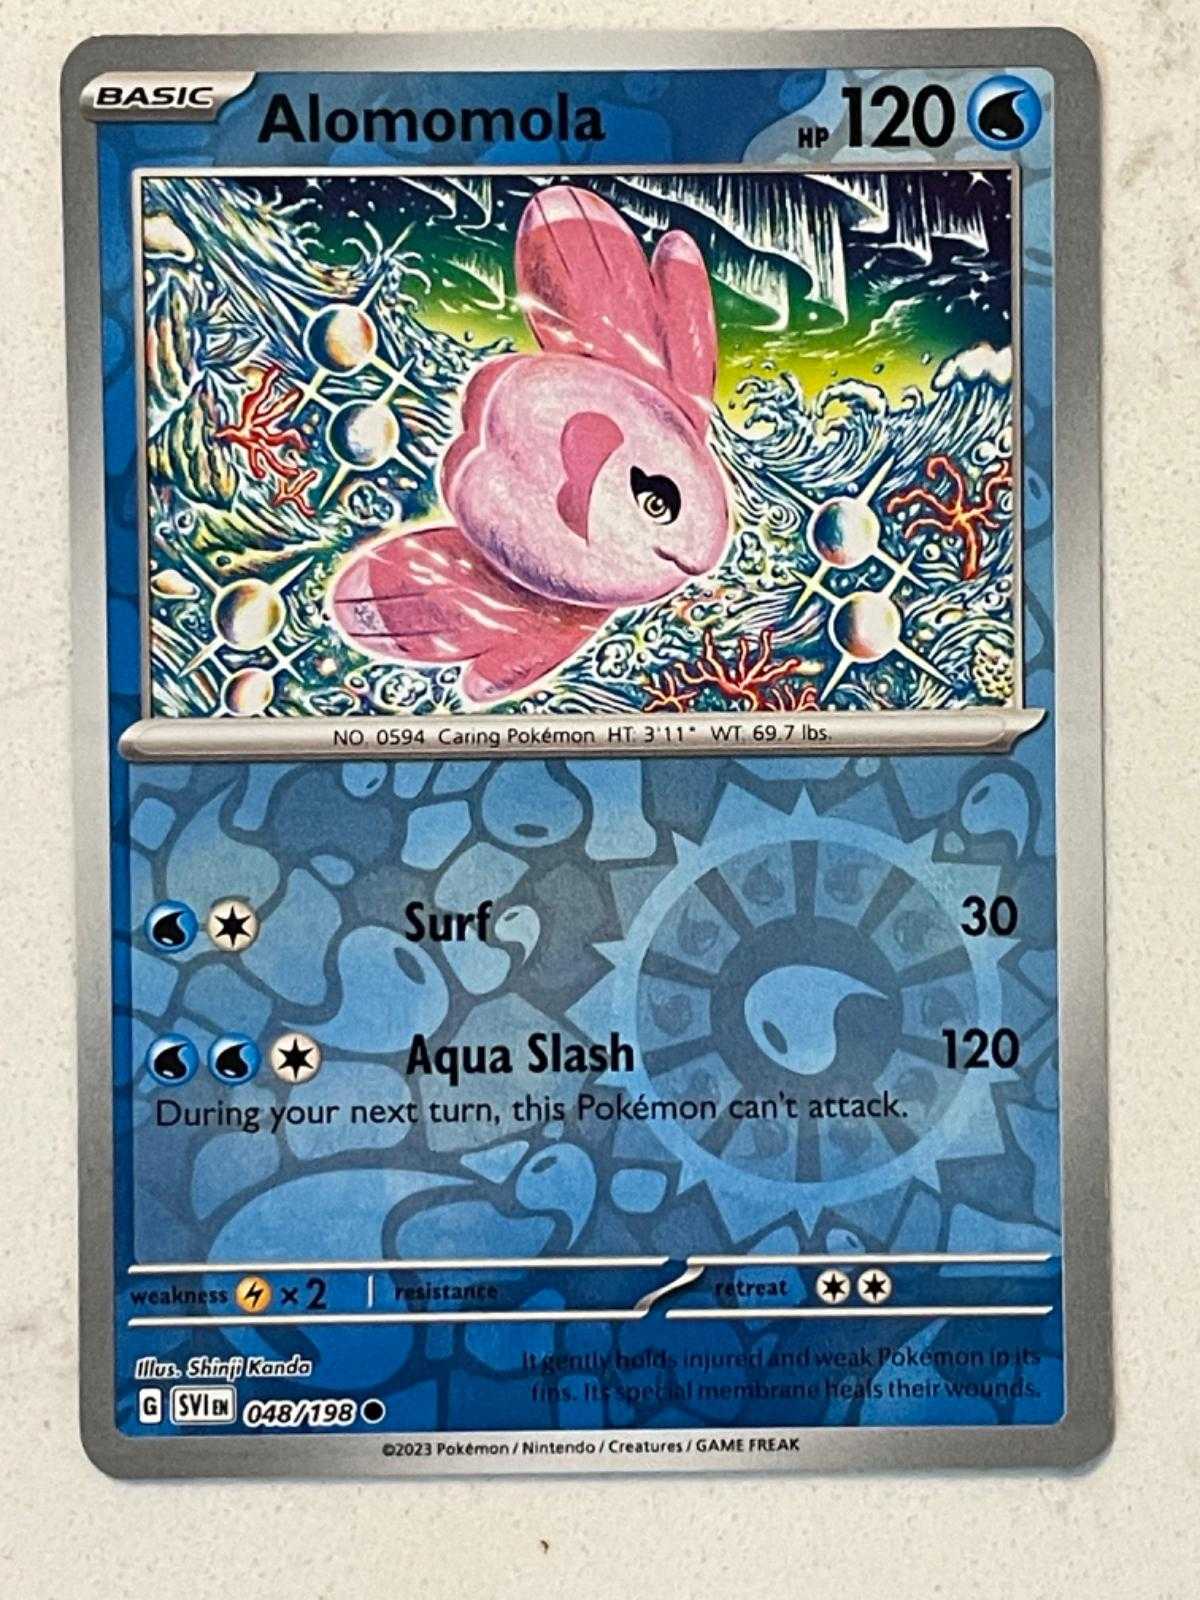 BASIC
Alomomola
HP 120
NO. 0594 Caring Pokémon HT: 3'11" WT: 69.7 lbs.
Surf 30
Aqua Slash 120
During your next turn, this Pokémon can't attack.
weakness ×2 resistance retreat
Illus. Shinji Kanda
It gently holds injured and weak Pokémon in its
fins. Its special membrane heals their wounds.
G SVI EN 048/198
©2023 Pokémon / Nintendo / Creatures / GAME FREAK